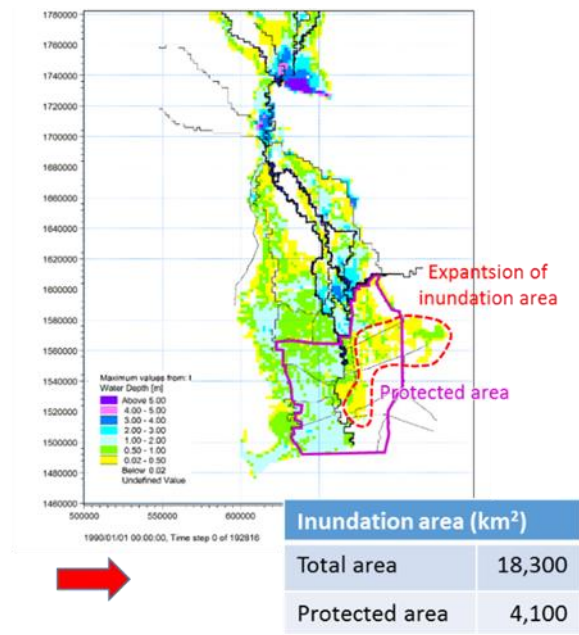 1780000
1760000
1740000
1720000
1700000
1680000
1660000
1640000
1620000
1600000
1580000
1560000
1540000
1520000
1500000
1480000
1460000
Expantsion of
inundation area
Protected area
Maximum values from: t
Water Depth [m]
Above 5.00
4.00 - 5.00
3.00 - 4.00
2.00 - 3.00
1.00 - 2.00
0.50 - 1.00
0.02 - 0.50
Below 0.02
Undefined Value
500000 550000 600000
1990/01/01 00:00:00, Time step 0 of 192816
Inundation area (km²)
Total area 18,300
Protected area 4,100